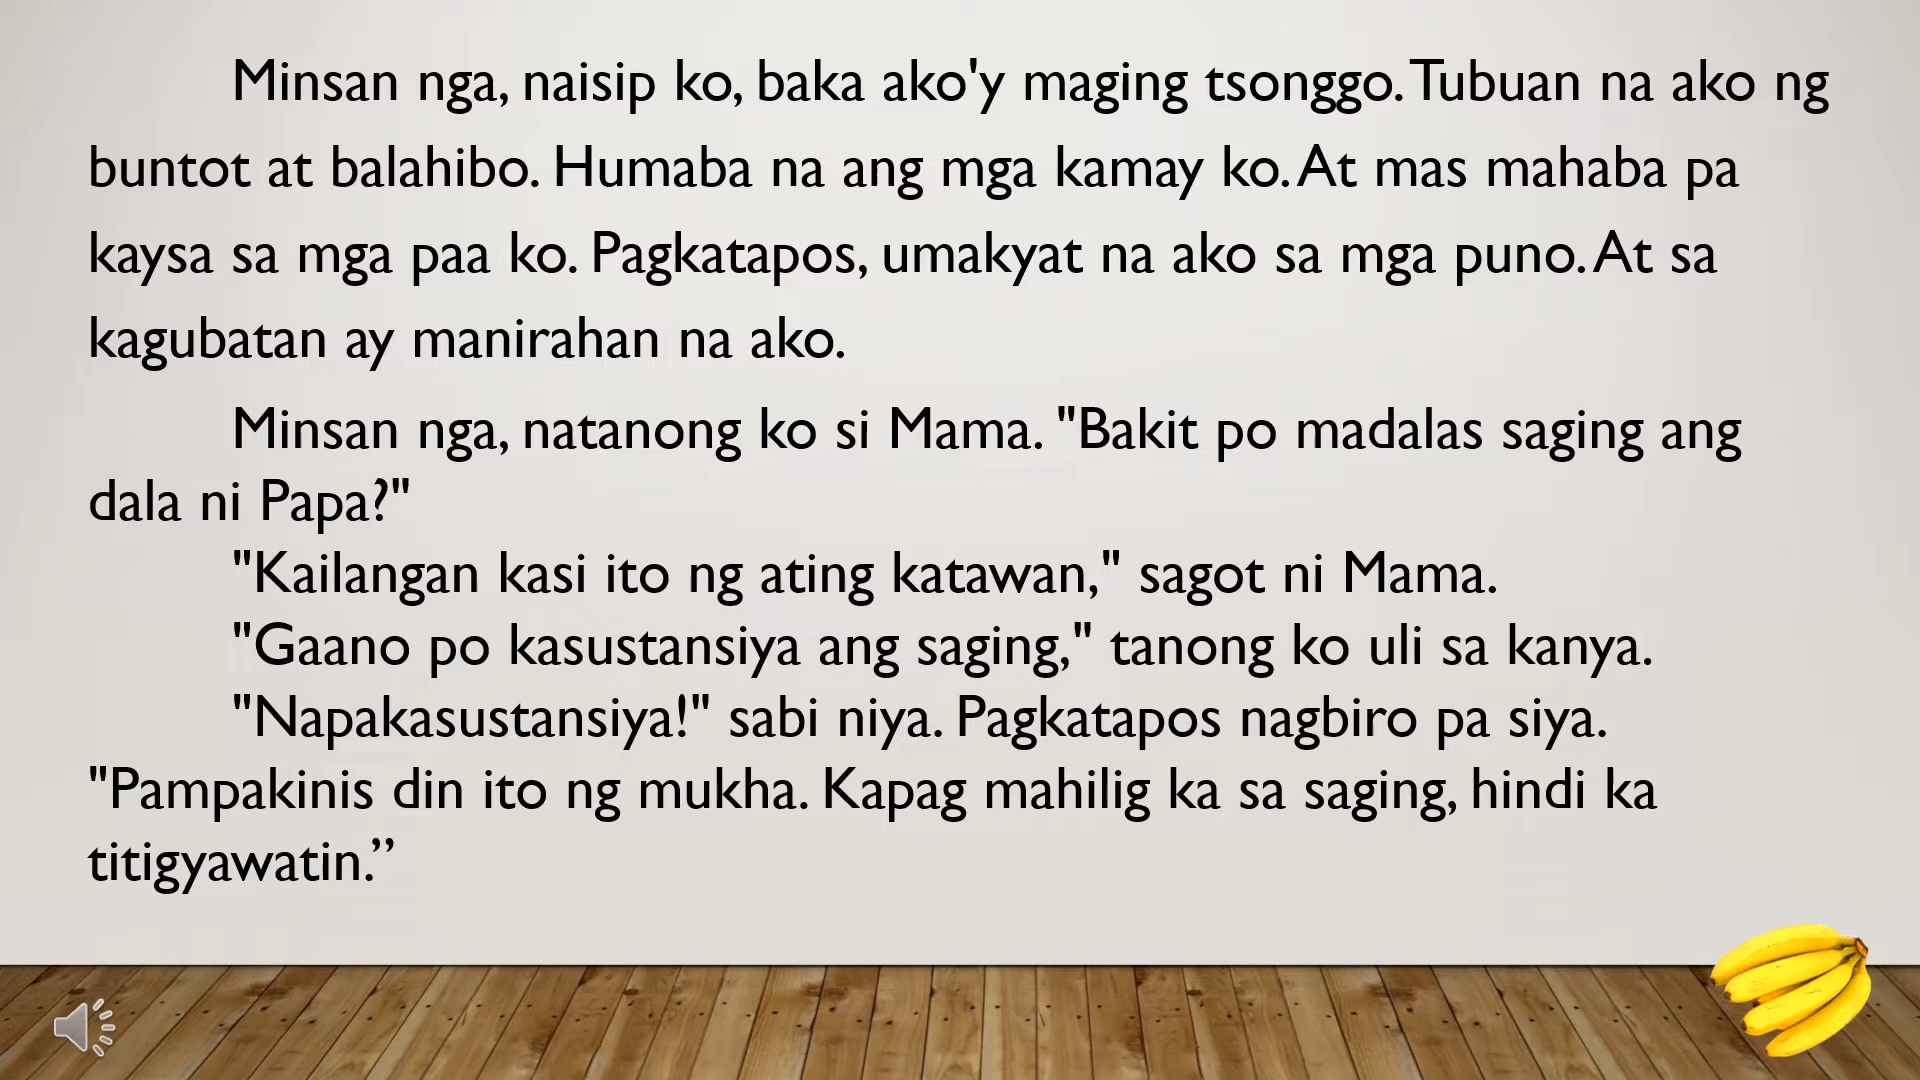 Minsan nga, naisip ko, baka ako'y maging tsonggo. Tubuan na ako ng
buntot at balahibo. Humaba na ang mga kamay ko. At mas mahaba pa
kaysa sa mga paa ko. Pagkatapos, umakyat na ako sa mga puno. At sa
kagubatan ay manirahan na ako.
Minsan nga, natanong ko si Mama. "Bakit po madalas saging ang
dala ni Papa?"
"Kailangan kasi ito ng ating katawan," sagot ni Mama.
"Gaano po kasustansiya ang saging," tanong ko uli sa kanya.
"Napakasustansiya!" sabi niya. Pagkatapos nagbiro pa siya.
"Pampakinis din ito ng mukha. Kapag mahilig ka sa saging, hindi ka
titigyawatin.”